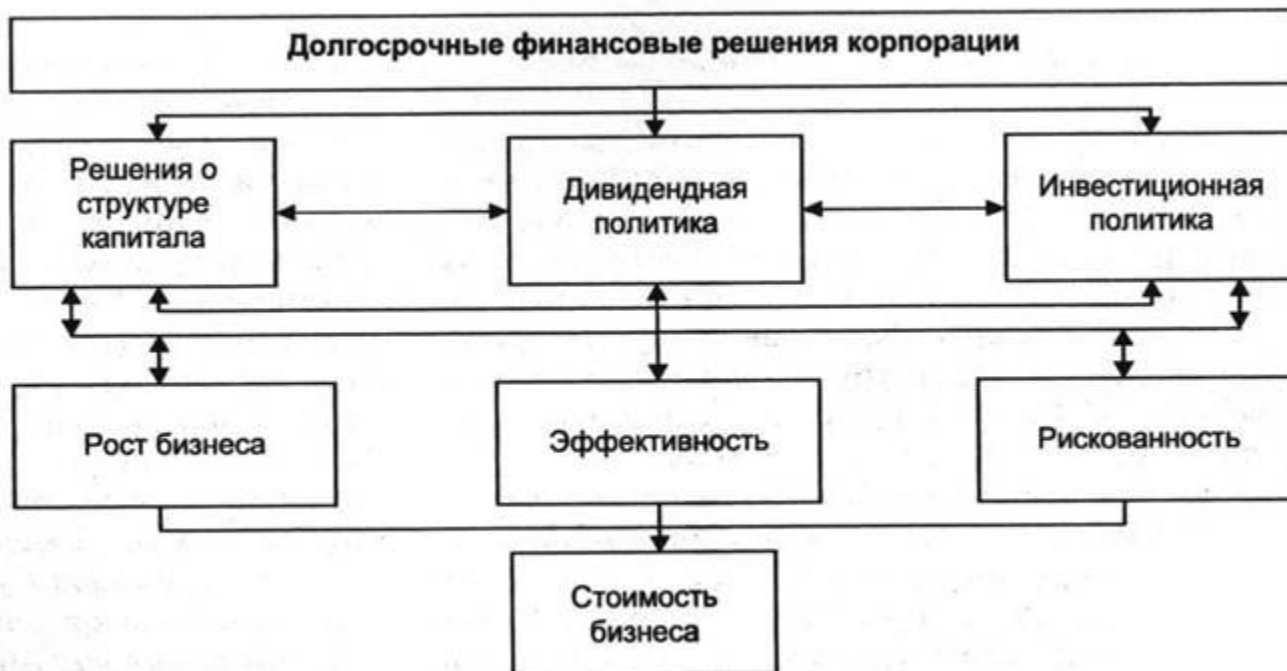 Долгосрочные финансовые решения корпорации
Решения о
структуре
капитала
Дивидендная
политика
Инвестиционная
политика
Рост бизнеса
Эффективность
Рискованность
Стоимость
бизнеса